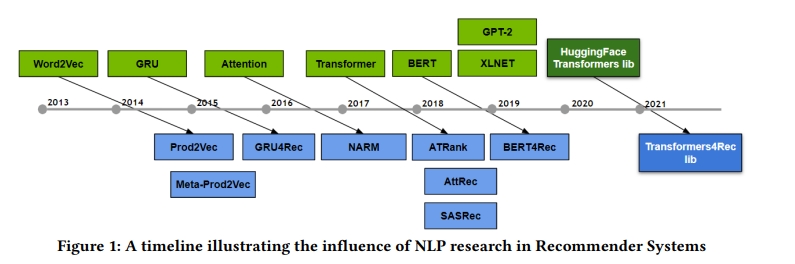 GPT-2
Word2Vec GRU Attention Transformer BERT XLNET HuggingFace
Transformers lib
2013 2014 2015 2016 2017 2018 2019 2020 2021
Prod2Vec GRU4Rec NARM ATRank BERT4Rec Transformers4Rec
lib
Meta-Prod2Vec AttRec
SASRec
Figure 1: A timeline illustrating the influence of NLP research in Recommender Systems